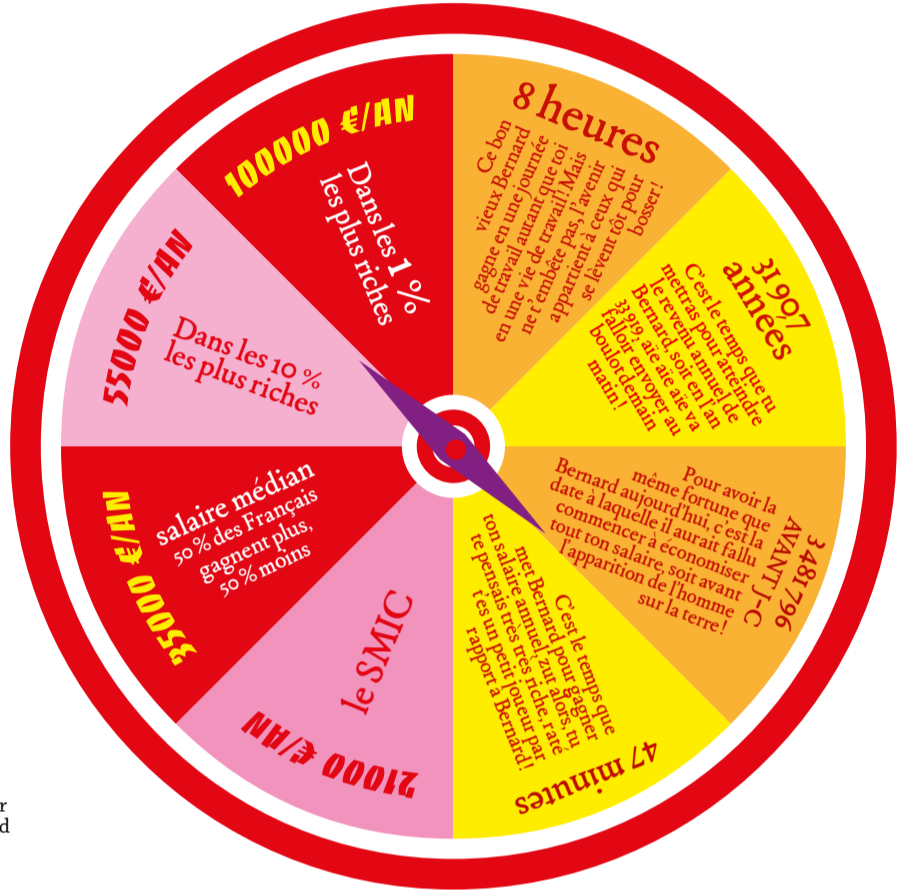 100000 €/AN
Dans les 1 %
les plus riches
8 heures
Ce bon
vieux Bernard
gagne en une journée
de travail autant que toi
en une vie de travail ! Mais
ne t'embête pas, l'avenir
appartient à ceux qui
se lèvent tôt pour
bosser !
31 907
années
C'est le temps que tu
mettras pour atteindre
le revenu annuel de
Bernard, soit en l'an
33 919, aïe aïe aïe va
falloir envoyer au
boulot demain
matin !
3 481 796
AVANT J-C
Pour avoir la
même fortune que
Bernard aujourd'hui, c'est la
date à laquelle il aurait fallu
commencer à économiser
tout ton salaire, soit avant
l'apparition de l'homme
sur la terre !
47 minutes
C'est le temps que
met Bernard pour gagner
ton salaire annuel, zut alors, tu
te pensais très très riche, raté
t'es un petit joueur par
rapport à Bernard !
21000 €/AN
le SMIC
35000 €/AN
salaire médian
50 % des Français
gagnent plus,
50 % moins
55000 €/AN
Dans les 10 %
les plus riches
r
d